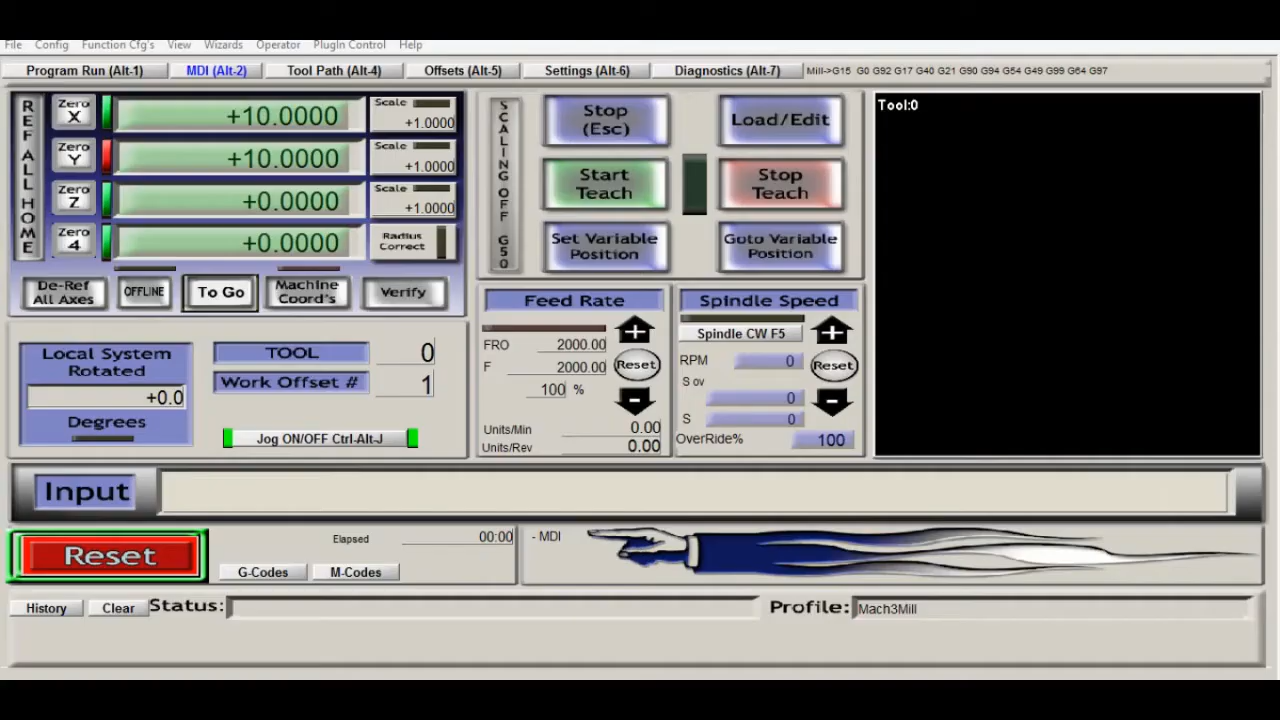 File Config Function Cfg's View Wizards Operator PlugIn Control Help
Program Run (Alt-1) MDI (Alt-2) Tool Path (Alt-4) Offsets (Alt-5) Settings (Alt-6) Diagnostics (Alt-7) Mill->G15 G0 G92 G17 G40 G21 G90 G94 G54 G49 G99 G64 G97
REF ALL HOME
Zero X +10.0000 Scale +1.0000
Zero Y +10.0000 Scale +1.0000
Zero Z +0.0000 Scale +1.0000
Zero 4 +0.0000 Radius Correct
De-Ref All Axes OFFLINE To Go Machine Coord's Verify
SCALING OFF G50
Stop (Esc) Load/Edit
Start Teach Stop Teach
Set Variable Position Goto Variable Position
Tool:0
Local System Rotated
+0.0
Degrees
TOOL 0
Work Offset # 1
Jog ON/OFF Ctrl-Alt-J
Feed Rate
FRO 2000.00
F 2000.00 Reset
100 %
Units/Min 0.00
Units/Rev 0.00
Spindle Speed
Spindle CW F5
RPM 0 Reset
S ov 0
S 0
OverRide% 100
Input
Reset
Elapsed 00:00
G-Codes M-Codes
- MDI
History Clear Status: Profile: Mach3Mill